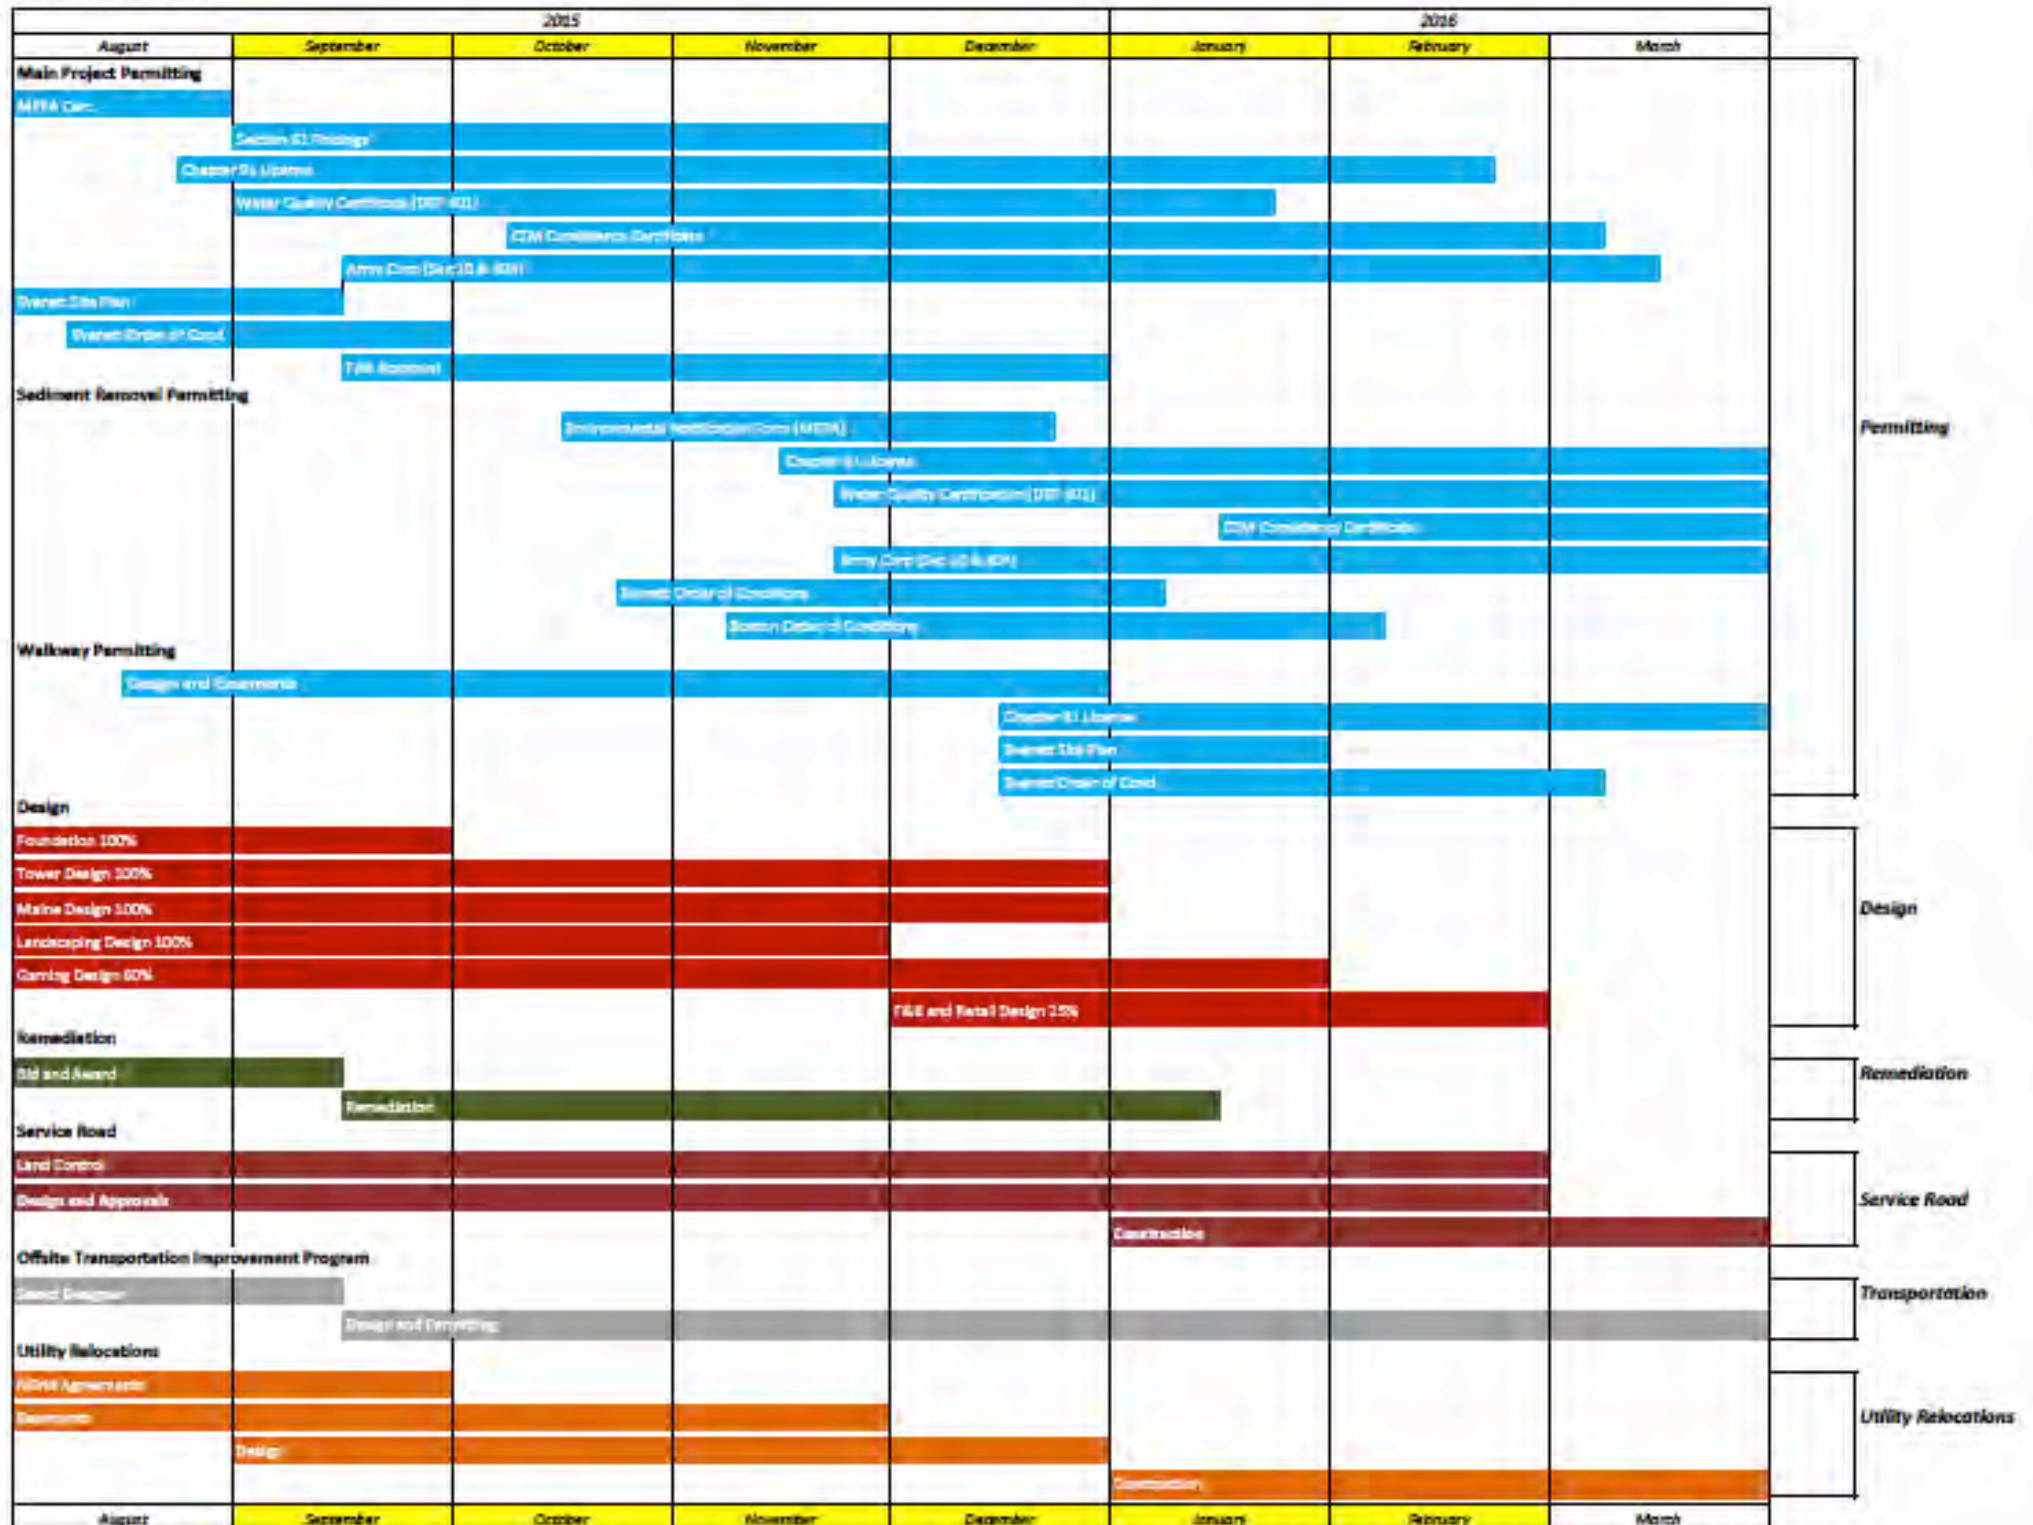 2015 2016
August September October November December January February March
Main Project Permitting
MEPA Cert.
Section 61 Findings
Chapter 91 License
Water Quality Certificate (DEP 401)
CZM Consistency Certificate
Army Corp (Sec 10 & 404)
Everett Site Plan
Everett Order of Cond.
FAA Approval
Sediment Removal Permitting
Environmental Notification Form (MEPA)
Permitting
Chapter 91 License
Water Quality Certification (DEP 401)
CZM Consistency Certificate
Army Corp (Sec 10 & 404)
Everett Order of Conditions
Boston Order of Conditions
Walkway Permitting
Design and Easements
Chapter 91 License
Everett Site Plan
Everett Order of Cond.
Design
Foundation 100%
Tower Design 100%
Maine Design 100%
Design
Landscaping Design 100%
Gaming Design 60%
F&B and Retail Design 25%
Remediation
Bid and Award
Remediation
Remediation
Service Road
Land Control
Design and Approvals
Service Road
Construction
Offsite Transportation Improvement Program
Select Designer
Transportation
Design and Permitting
Utility Relocations
Agreements
Easements
Utility Relocations
Design
Construction
August September October November December January February March